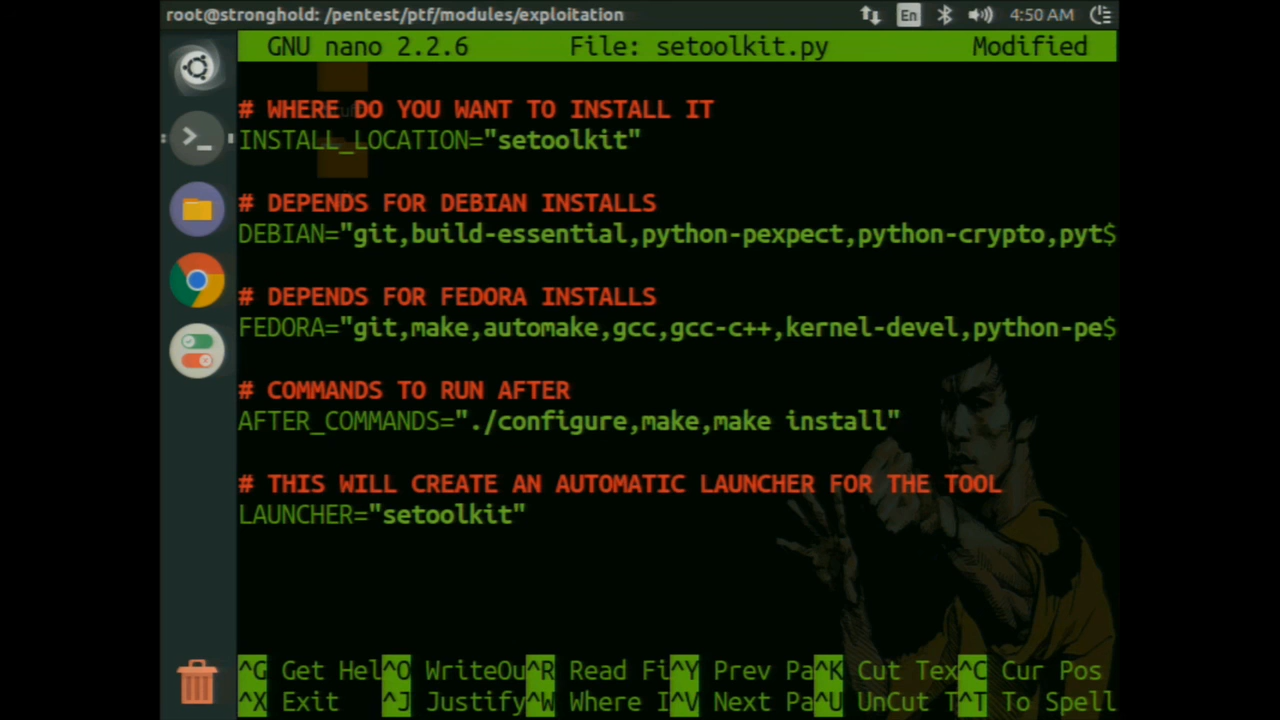 root@stronghold: /pentest/ptf/modules/exploitation En 4:50 AM
GNU nano 2.2.6 File: setoolkit.py Modified
# WHERE DO YOU WANT TO INSTALL IT
INSTALL_LOCATION="setoolkit"
# DEPENDS FOR DEBIAN INSTALLS
DEBIAN="git,build-essential,python-pexpect,python-crypto,pyt$
# DEPENDS FOR FEDORA INSTALLS
FEDORA="git,make,automake,gcc,gcc-c++,kernel-devel,python-pe$
# COMMANDS TO RUN AFTER
AFTER_COMMANDS="./configure,make,make install"
# THIS WILL CREATE AN AUTOMATIC LAUNCHER FOR THE TOOL
LAUNCHER="setoolkit"
^G Get Hel^O WriteOu^R Read Fi^Y Prev Pa^K Cut Tex^C Cur Pos
^X Exit ^J Justify^W Where I^V Next Pa^U UnCut T^T To Spell